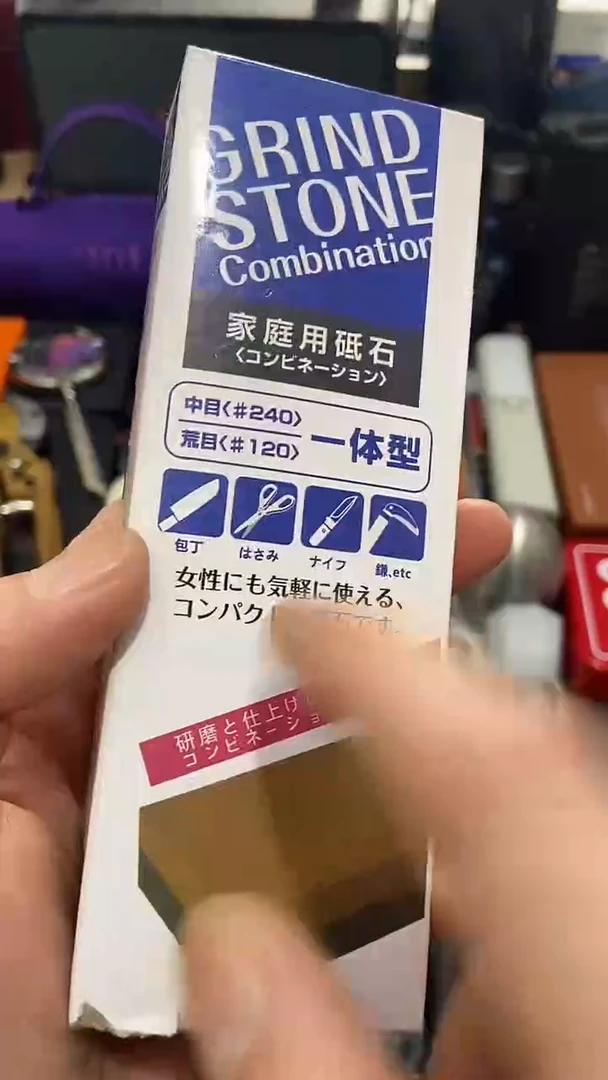 GRIND
STONE
Combination
家庭用砥石
〈コンビネーション〉
中目〈#240〉
荒目〈#120〉
一体型
包丁
はさみ
ナイフ
鎌、etc
女性にも気軽に使える、
コンパク
研磨と仕上げ
コンビネーショ